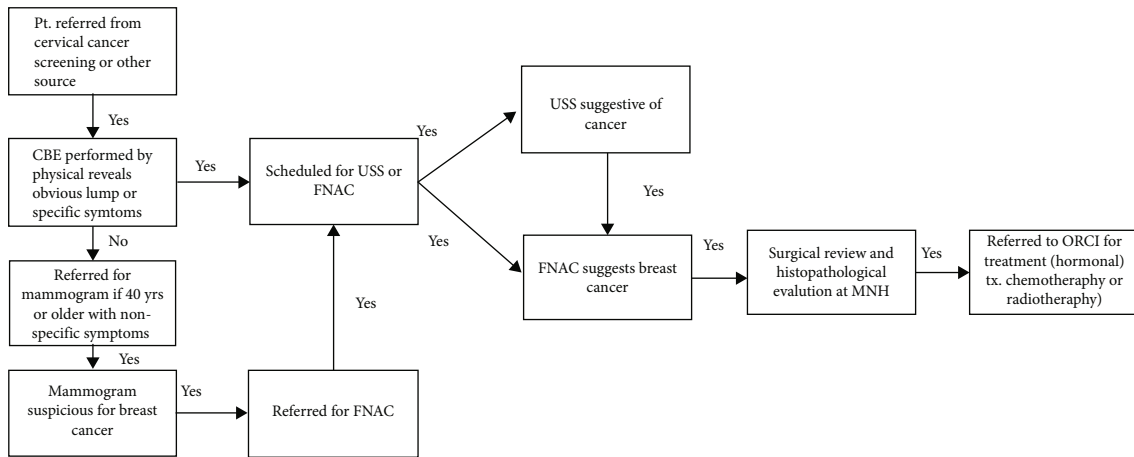 Pt. referred from
cervical cancer
screening or other
source
Yes
CBE performed by
physical reveals
obvious lump or
specific symtoms
Yes
No
Referred for
mammogram if 40 yrs
or older with non-
specific symptoms
Yes
Mammogram
suspicious for breast
cancer
Yes
Referred for FNAC
Yes
Scheduled for USS or
FNAC
Yes
Yes
USS suggestive of
cancer
Yes
FNAC suggests breast
cancer
Yes
Surgical review and
histopathological
evalution at MNH
Yes
Referred to ORCI for
treatment (hormonal)
tx. chemotheraphy or
radiotheraphy)